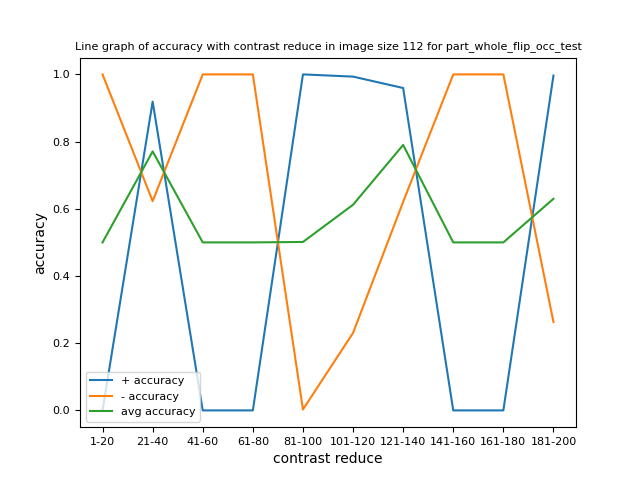 Line graph of accuracy with contrast reduce in image size 112 for part_whole_flip_occ_test
1.0
0.8
0.6
0.4
0.2
0.0
accuracy
+ accuracy
- accuracy
avg accuracy
1-20 21-40 41-60 61-80 81-100 101-120 121-140 141-160 161-180 181-200
contrast reduce